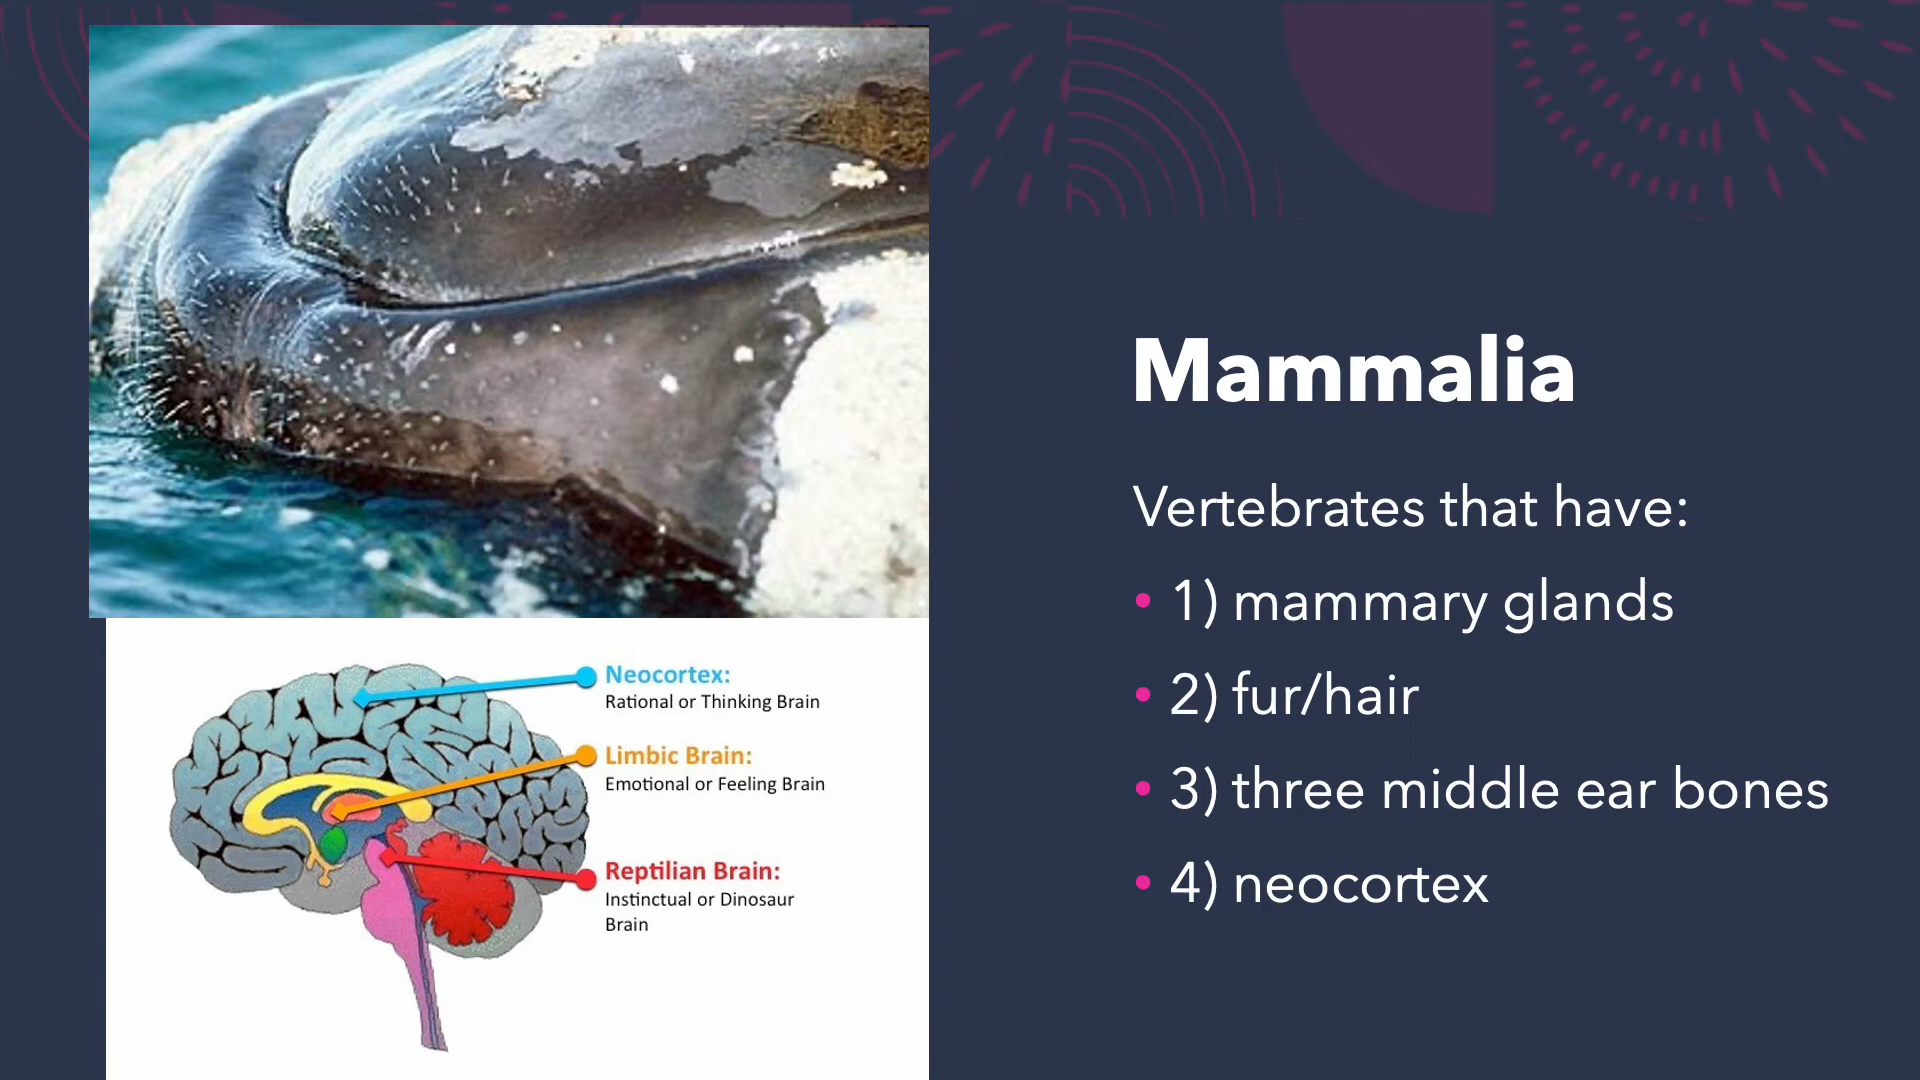 Neocortex:
Rational or Thinking Brain
Limbic Brain:
Emotional or Feeling Brain
Reptilian Brain:
Instinctual or Dinosaur
Brain
Mammalia
Vertebrates that have:
• 1) mammary glands
• 2) fur/hair
• 3) three middle ear bones
• 4) neocortex